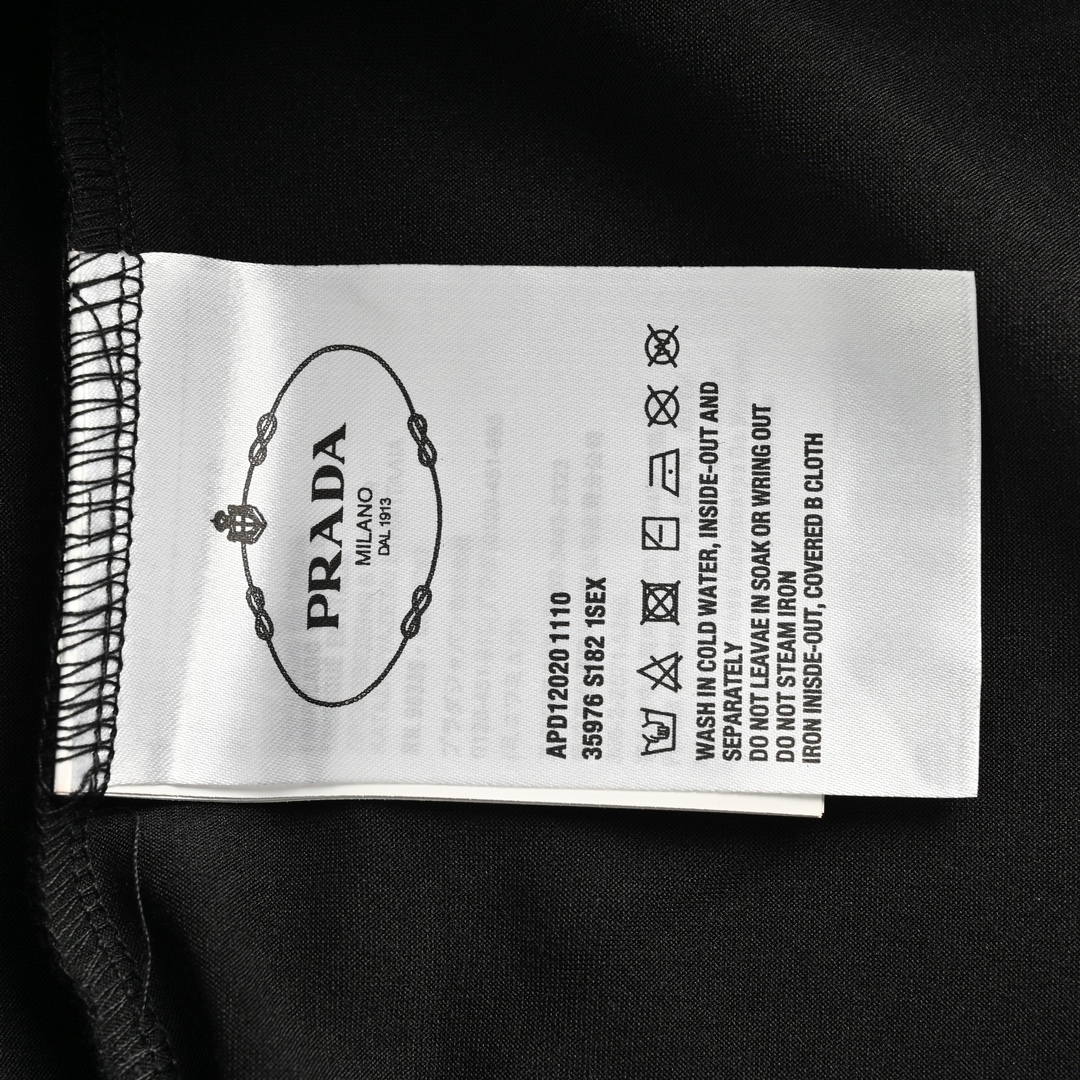 PRADA
MILANO
DAL 1913
APD12020 1110
35976 S182 1SEX
WASH IN COLD WATER, INSIDE-OUT AND
SEPARATELY
DO NOT LEAVAE IN SOAK OR WRING OUT
DO NOT STEAM IRON
IRON INISDE-OUT, COVERED B CLOTH